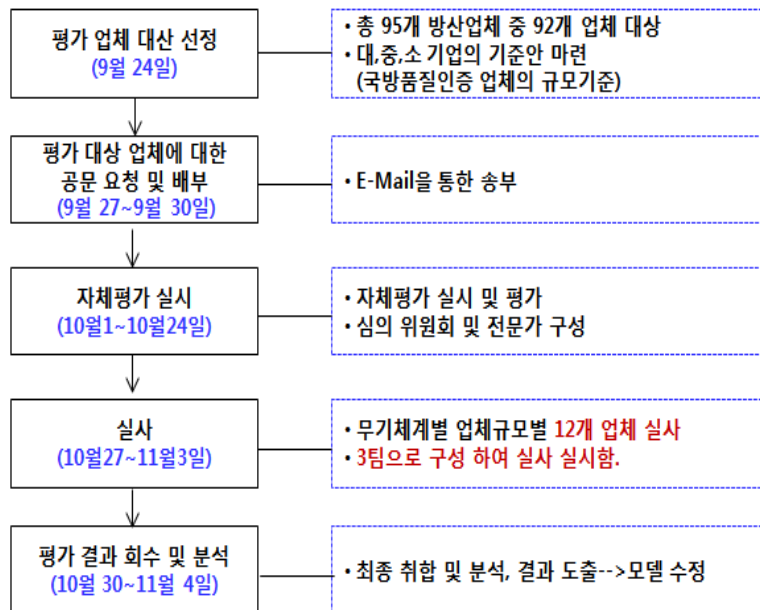 평가 업체 대산 선정
(9월 24일)
• 총 95개 방산업체 중 92개 업체 대상
• 대,중,소 기업의 기준안 마련
(국방품질인증 업체의 규모기준)
평가 대상 업체에 대한
공문 요청 및 배부
(9월 27~9월 30일)
• E-Mail을 통한 송부
자체평가 실시
(10월1~10월24일)
• 자체평가 실시 및 평가
• 심의 위원회 및 전문가 구성
실사
(10월27~11월3일)
• 무기체계별 업체규모별 12개 업체 실사
• 3팀으로 구성 하여 실사 실시함.
평가 결과 회수 및 분석
(10월 30~11월 4일)
• 최종 취합 및 분석, 결과 도출-->모델 수정